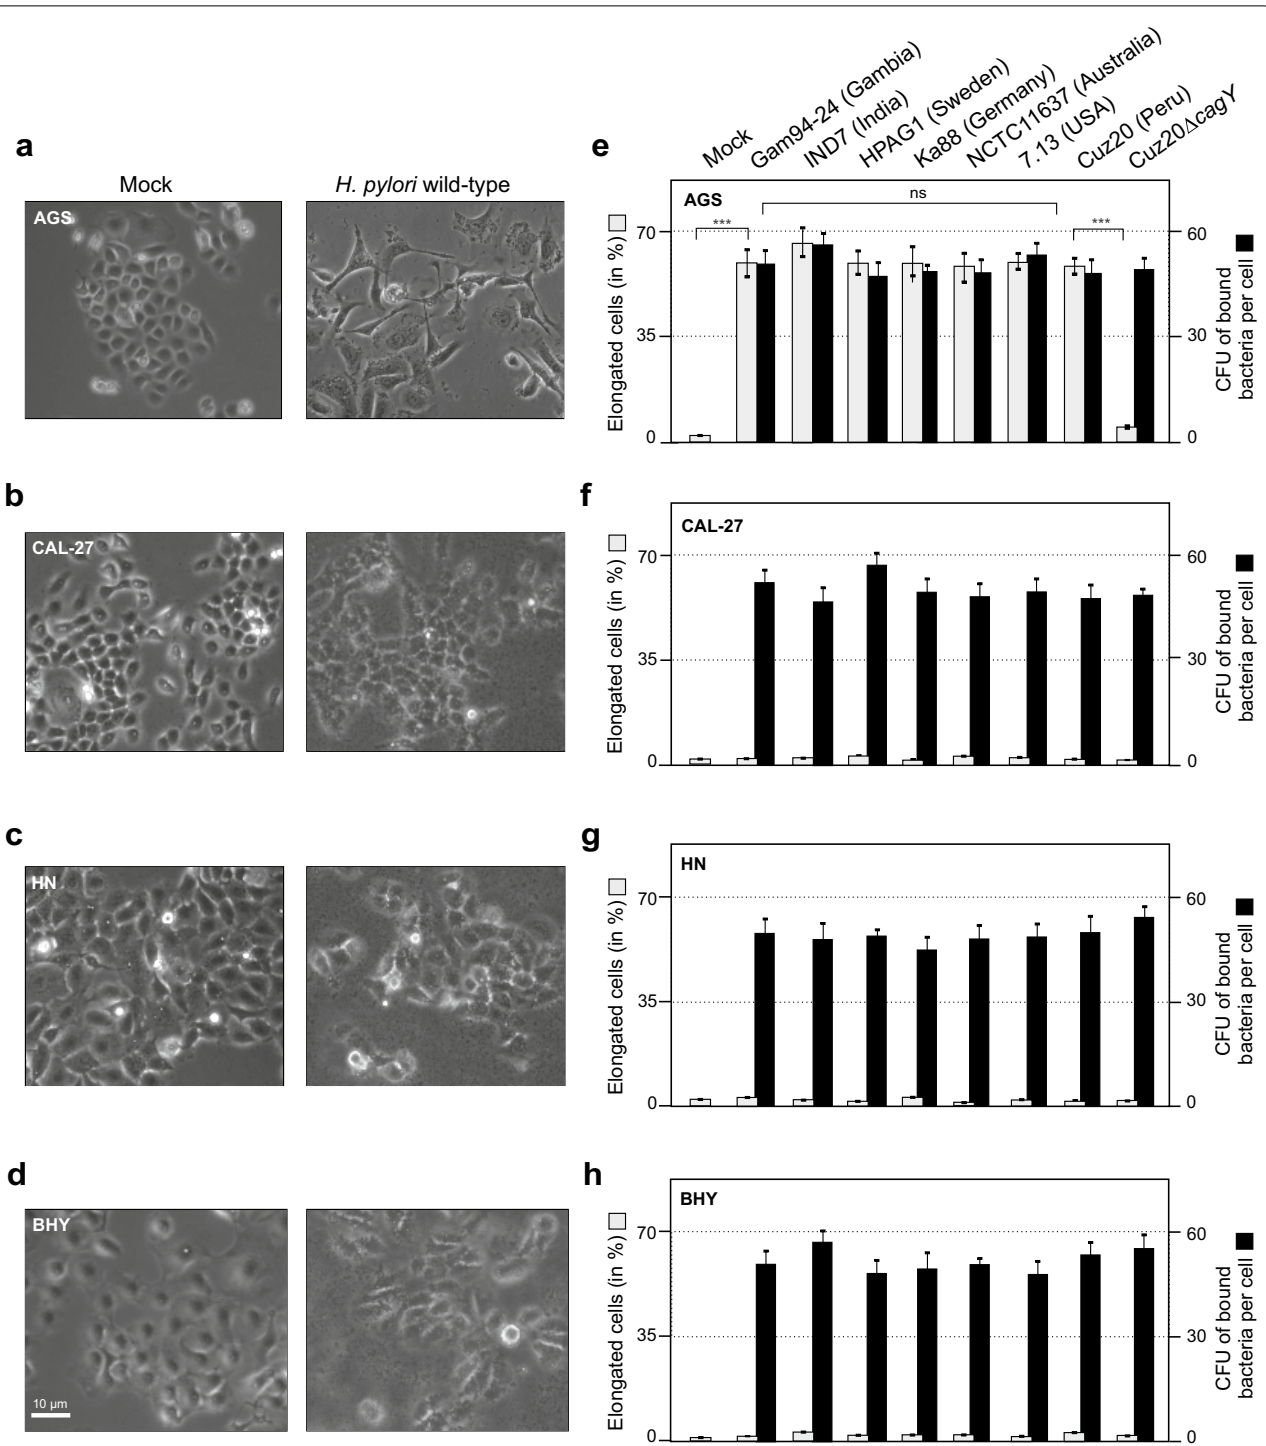 a
Mock
H. pylori wild-type
AGS
b
CAL-27
c
HN
d
BHY
10 µm
e
Mock
Gam94-24 (Gambia)
IND7 (India)
HPAG1 (Sweden)
Ka88 (Germany)
NCTC11637 (Australia)
7.13 (USA)
Cuz20 (Peru)
Cuz20ΔcagY
AGS
ns
***
***
Elongated cells (in %)
70
35
0
60
30
0
CFU of bound
bacteria per cell
f
CAL-27
Elongated cells (in %)
70
35
0
60
30
0
CFU of bound
bacteria per cell
g
HN
Elongated cells (in %)
70
35
0
60
30
0
CFU of bound
bacteria per cell
h
BHY
Elongated cells (in %)
70
35
0
60
30
0
CFU of bound
bacteria per cell